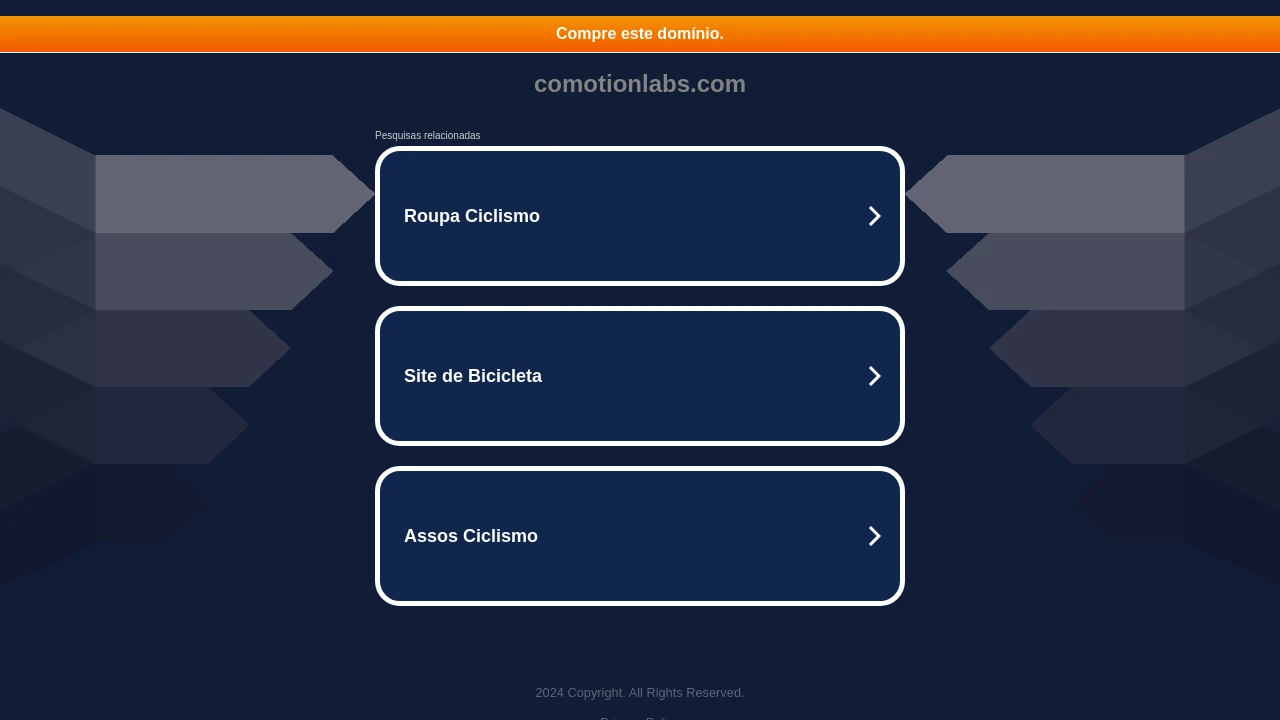 Compre este domínio.
comotionlabs.com
Pesquisas relacionadas
Roupa Ciclismo
Site de Bicicleta
Assos Ciclismo
2024 Copyright. All Rights Reserved.